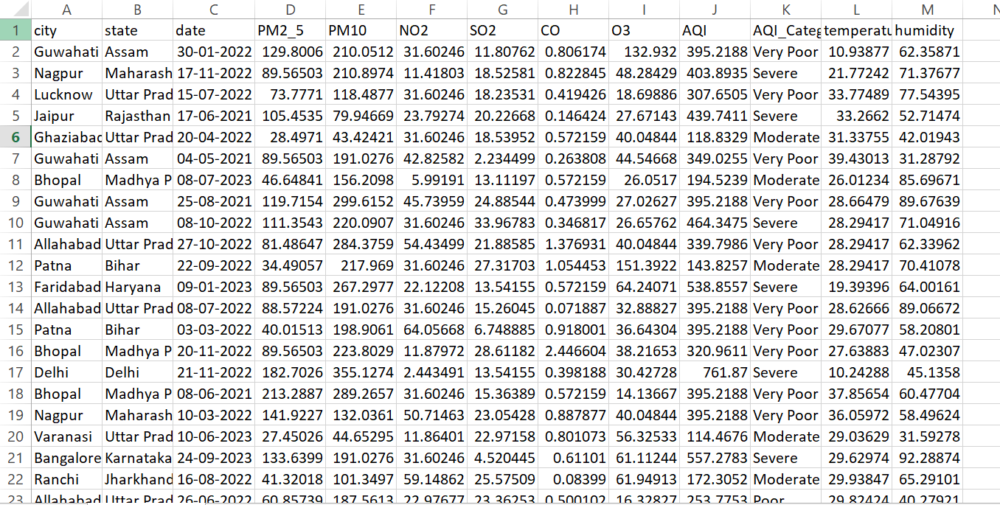 A B C D E F G H I J K L M N
1 city state date PM2_5 PM10 NO2 SO2 CO O3 AQI AQI_Categ temperatu humidity
2 Guwahati Assam 30-01-2022 129.8006 210.0512 31.60246 11.80762 0.806174 132.932 395.2188 Very Poor 10.93877 62.35871
3 Nagpur Maharash 17-11-2022 89.56503 210.8974 11.41803 18.52581 0.822845 48.28429 403.8935 Severe 21.77242 71.37677
4 Lucknow Uttar Prad 15-07-2022 73.7771 118.4877 31.60246 18.23531 0.419426 18.69886 307.6505 Very Poor 33.77489 77.54395
5 Jaipur Rajasthan 17-06-2021 105.4535 79.94669 23.79274 20.22668 0.146424 27.67143 439.7411 Severe 33.2662 52.71474
6 Ghaziabad Uttar Prad 20-04-2022 28.4971 43.42421 31.60246 18.53952 0.572159 40.04844 118.8329 Moderate 31.33755 42.01943
7 Guwahati Assam 04-05-2021 89.56503 191.0276 42.82582 2.234499 0.263808 44.54668 349.0255 Very Poor 39.43013 31.28792
8 Bhopal Madhya P 08-07-2023 46.64841 156.2098 5.99191 13.11197 0.572159 26.0517 194.5239 Moderate 26.01234 85.69671
9 Guwahati Assam 25-08-2021 119.7154 299.6152 45.73959 24.88544 0.473999 27.02627 395.2188 Very Poor 28.66479 89.67639
10 Guwahati Assam 08-10-2022 111.3543 220.0907 31.60246 33.96783 0.346817 26.65762 464.3475 Severe 28.29417 71.04916
11 Allahabad Uttar Prad 27-10-2022 81.48647 284.3759 54.43499 21.88585 1.376931 40.04844 339.7986 Very Poor 28.29417 62.33962
12 Patna Bihar 22-09-2022 34.49057 217.969 31.60246 27.31703 1.054453 151.3922 143.8257 Moderate 28.29417 70.41078
13 Faridabad Haryana 09-01-2023 89.56503 267.2977 22.12208 13.54155 0.572159 64.24071 538.8557 Severe 19.39396 64.00161
14 Allahabad Uttar Prad 08-07-2022 88.57224 191.0276 31.60246 15.26045 0.071887 32.88827 395.2188 Very Poor 28.62666 89.06672
15 Patna Bihar 03-03-2022 40.01513 198.9061 64.05668 6.748885 0.918001 36.64304 395.2188 Very Poor 29.67077 58.20801
16 Bhopal Madhya P 20-11-2022 89.56503 223.8029 11.87972 28.61182 2.446604 38.21653 320.9611 Very Poor 27.63883 47.02307
17 Delhi Delhi 21-11-2022 182.7026 355.1274 2.443491 13.54155 0.398188 30.42728 761.87 Severe 10.24288 45.1358
18 Bhopal Madhya P 08-06-2021 213.2887 289.2657 31.60246 15.36389 0.572159 14.13667 395.2188 Very Poor 37.85654 60.47704
19 Nagpur Maharash 10-03-2022 141.9227 132.0361 50.71463 23.05428 0.887877 40.04844 395.2188 Very Poor 36.05972 58.49624
20 Varanasi Uttar Prad 10-06-2023 27.45026 44.65295 11.86401 22.97158 0.801073 56.32533 114.4676 Moderate 29.03629 31.59278
21 Bangalore Karnataka 24-09-2023 133.6399 191.0276 31.60246 4.520445 0.61101 61.11244 557.2783 Severe 29.62974 92.28874
22 Ranchi Jharkhand 16-08-2022 41.32018 101.3497 59.14862 25.57509 0.08399 61.94913 172.3052 Moderate 29.93847 65.29101
23 Allahabad Uttar Prad 26-06-2022 60.85739 187.5613 22.97677 23.36253 0.500102 16.32827 253.7753 Poor 29.82424 40.27921